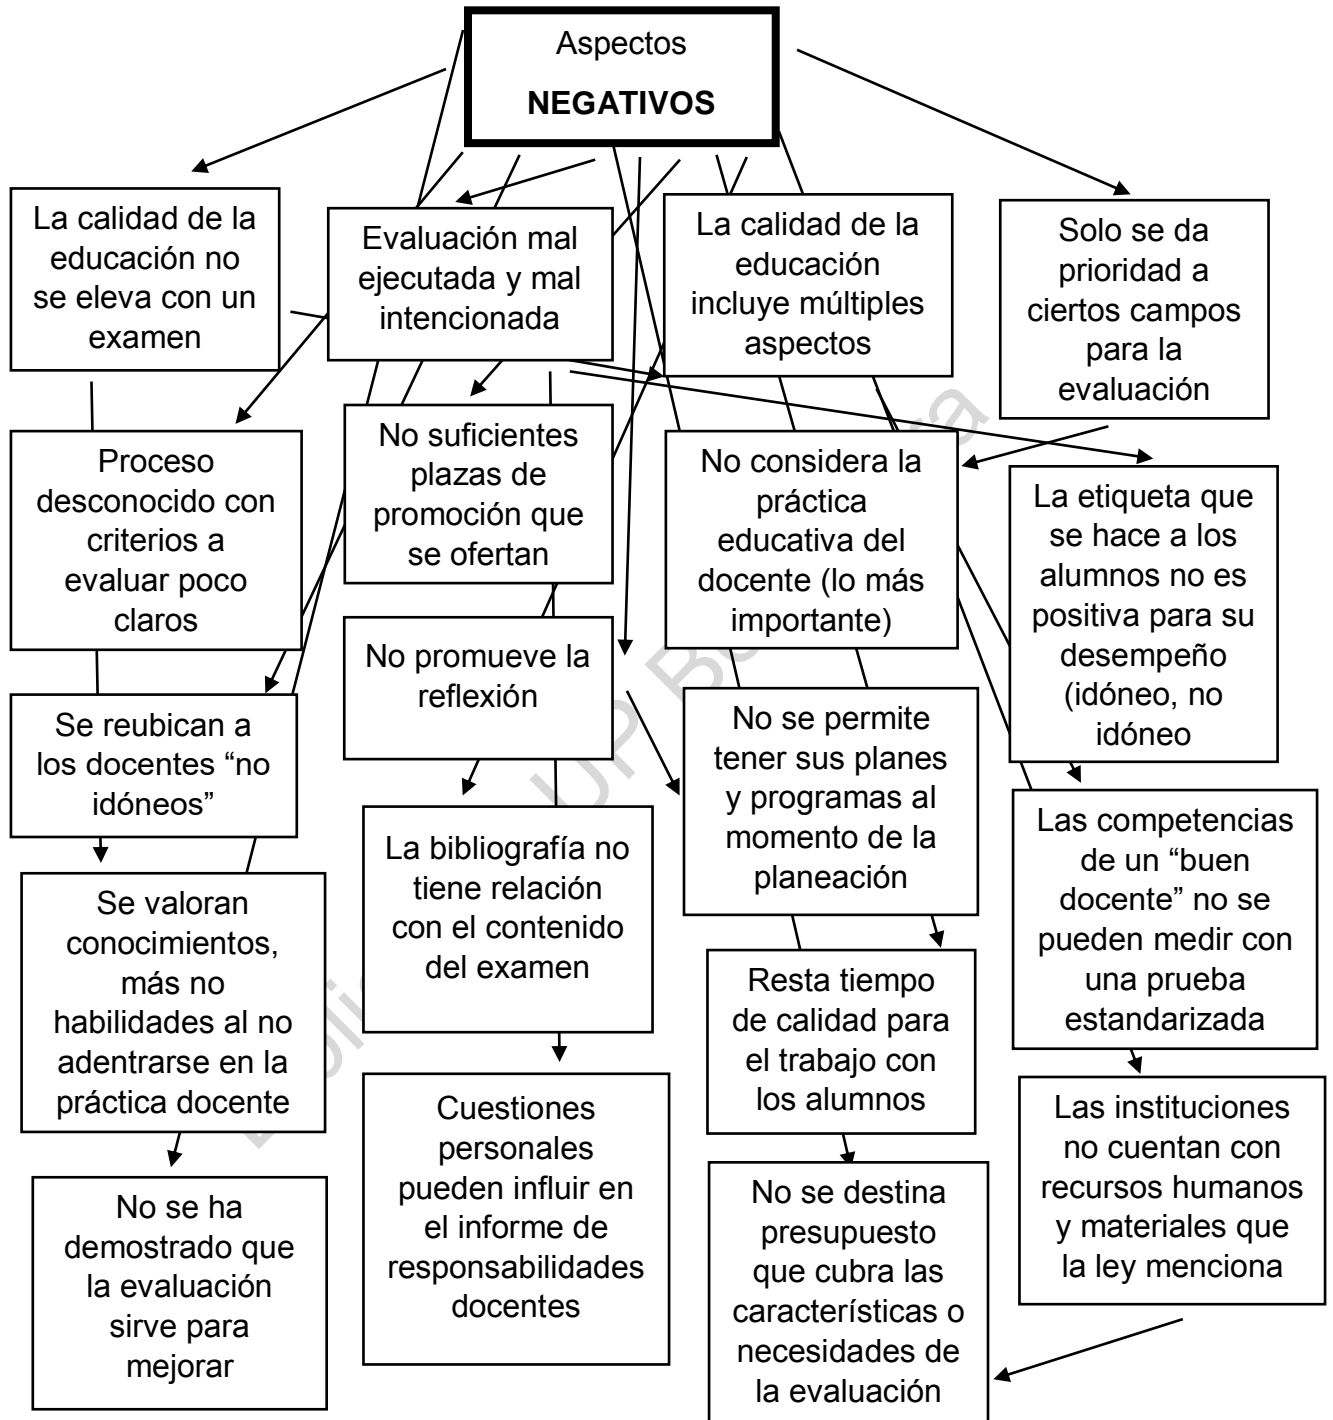 Aspectos
NEGATIVOS
La calidad de la
educación no
se eleva con un
examen
Evaluación mal
ejecutada y mal
intencionada
La calidad de la
educación
incluye múltiples
aspectos
Solo se da
prioridad a
ciertos campos
para la
evaluación
Proceso
desconocido con
criterios a
evaluar poco
claros
No suficientes
plazas de
promoción que
se ofertan
No considera la
práctica
educativa del
docente (lo más
importante)
La etiqueta que
se hace a los
alumnos no es
positiva para su
desempeño
(idóneo, no
idóneo
Se reubican a
los docentes “no
idóneos”
No promueve la
reflexión
No se permite
tener sus planes
y programas al
momento de la
planeación
Las competencias
de un “buen
docente” no se
pueden medir con
una prueba
estandarizada
Se valoran
conocimientos,
más no
habilidades al no
adentrarse en la
práctica docente
La bibliografía no
tiene relación
con el contenido
del examen
Resta tiempo
de calidad para
el trabajo con
los alumnos
Las instituciones
no cuentan con
recursos humanos
y materiales que
la ley menciona
No se ha
demostrado que
la evaluación
sirve para
mejorar
Cuestiones
personales
pueden influir en
el informe de
responsabilidades
docentes
No se destina
presupuesto
que cubra las
características o
necesidades de
la evaluación